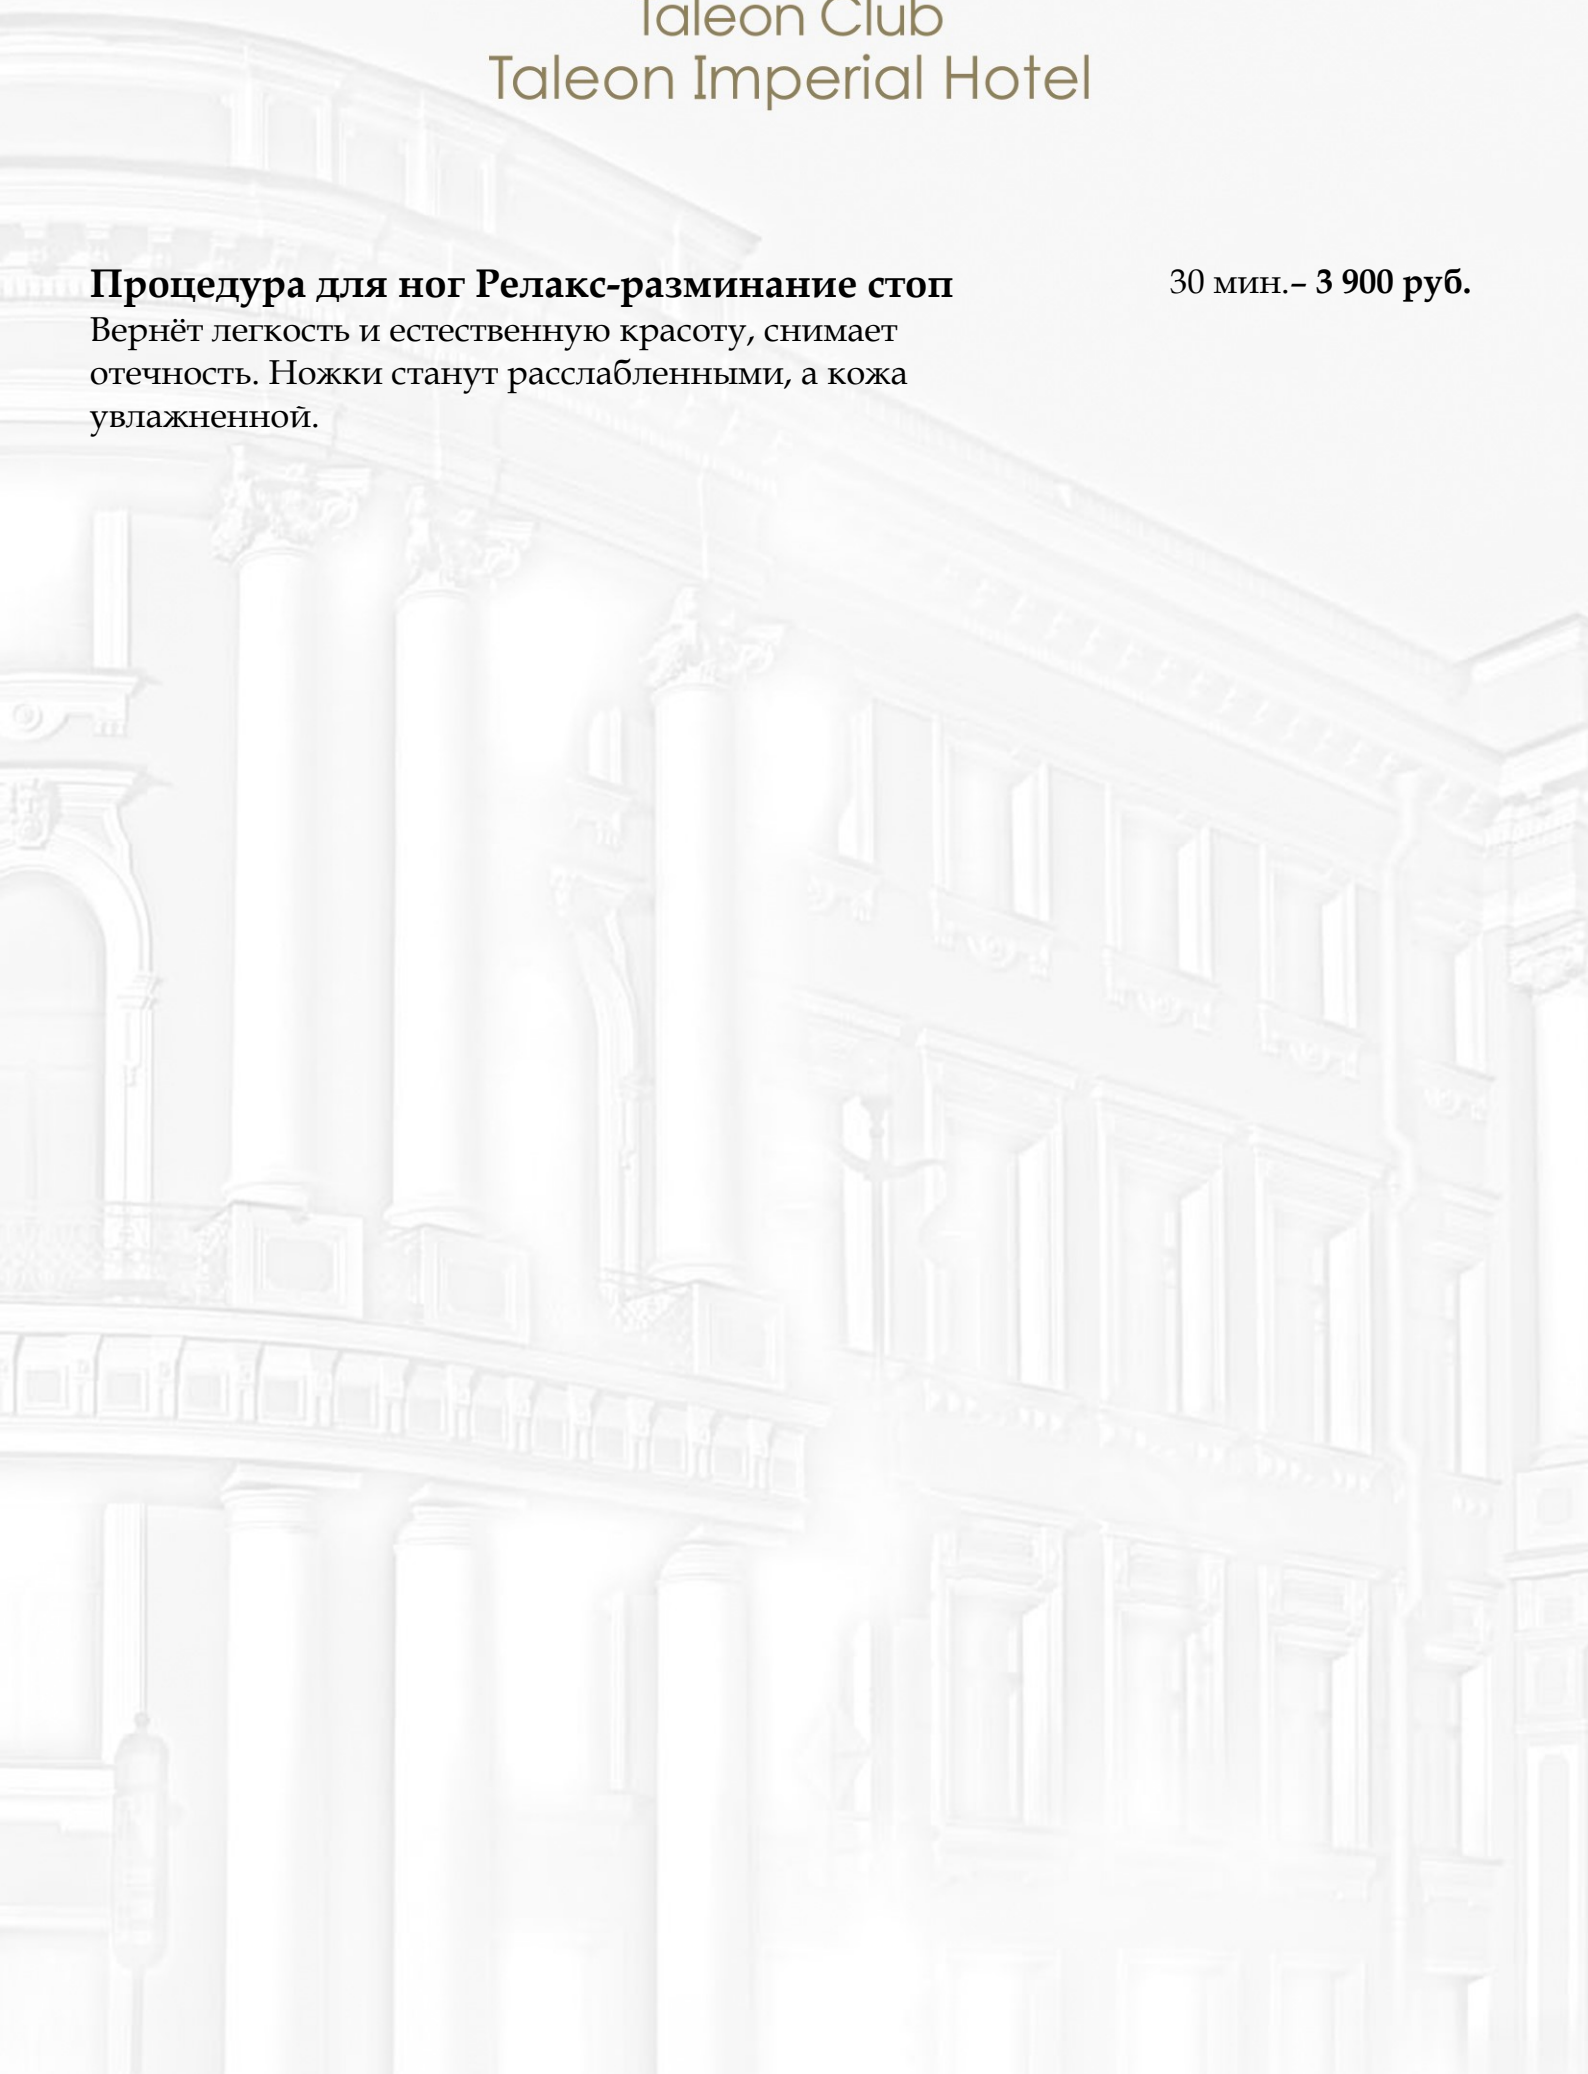 Taleon Club
Taleon Imperial Hotel
Процедура для ног Релакс-разминание стоп 30 мин.– 3 900 руб.
Вернёт легкость и естественную красоту, снимает
отечность. Ножки станут расслабленными, а кожа
увлажненной.